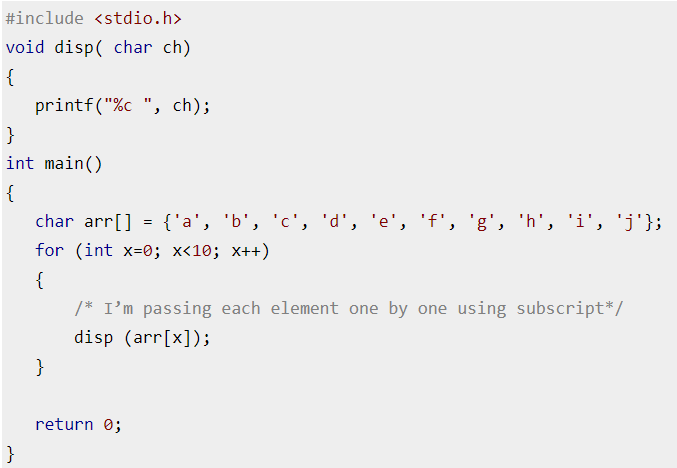 #include <stdio.h>
void disp( char ch)
{
   printf("%c ", ch);
}
int main()
{
   char arr[] = {'a', 'b', 'c', 'd', 'e', 'f', 'g', 'h', 'i', 'j'};
   for (int x=0; x<10; x++)
   {
       /* I’m passing each element one by one using subscript*/
       disp (arr[x]);
   }

   return 0;
}